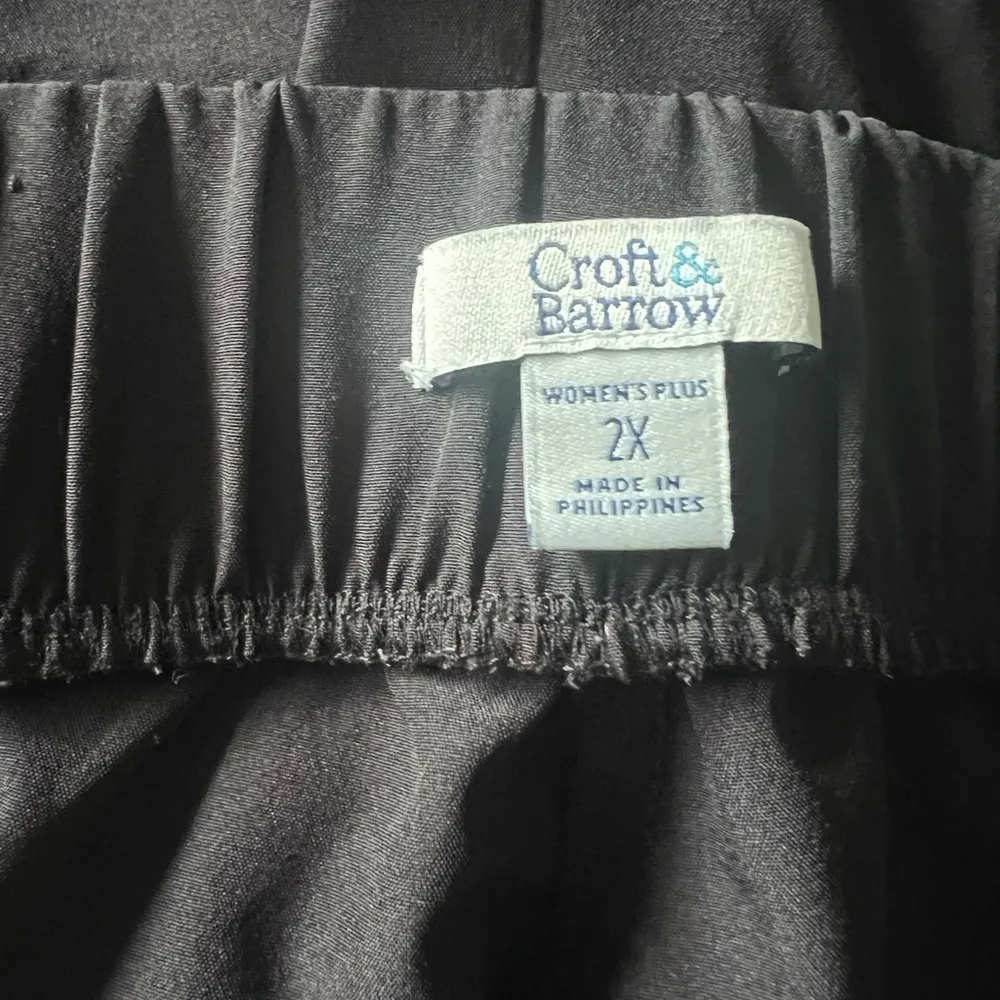 Croft&
Barrow
WOMEN'S PLUS
2X
MADE IN
PHILIPPINES